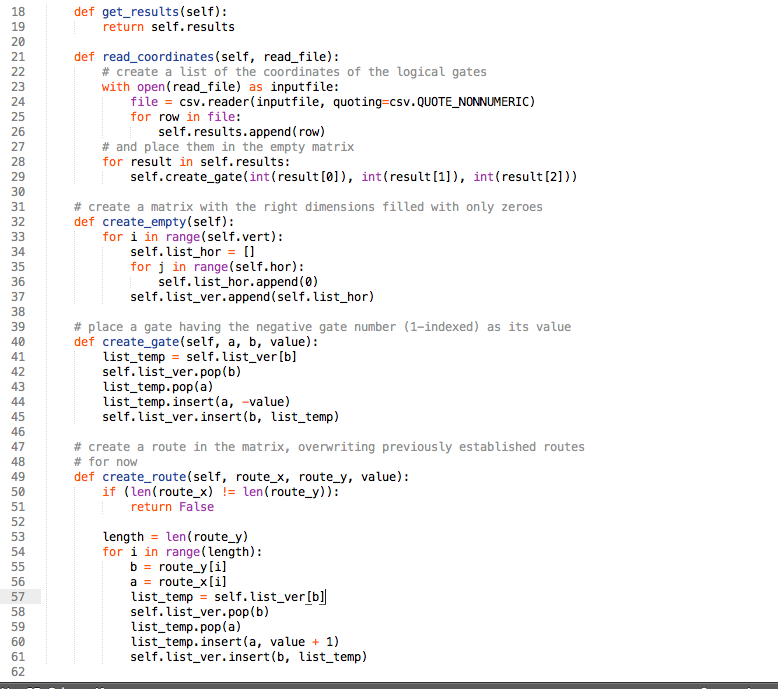 18 def get_results(self):
19 return self.results
20
21 def read_coordinates(self, read_file):
22 # create a list of the coordinates of the logical gates
23 with open(read_file) as inputfile:
24 file = csv.reader(inputfile, quoting=csv.QUOTE_NONNUMERIC)
25 for row in file:
26 self.results.append(row)
27 # and place them in the empty matrix
28 for result in self.results:
29 self.create_gate(int(result[0]), int(result[1]), int(result[2]))
30
31 # create a matrix with the right dimensions filled with only zeroes
32 def create_empty(self):
33 for i in range(self.vert):
34 self.list_hor = []
35 for j in range(self.hor):
36 self.list_hor.append(0)
37 self.list_ver.append(self.list_hor)
38
39 # place a gate having the negative gate number (1-indexed) as its value
40 def create_gate(self, a, b, value):
41 list_temp = self.list_ver[b]
42 self.list_ver.pop(b)
43 list_temp.pop(a)
44 list_temp.insert(a, -value)
45 self.list_ver.insert(b, list_temp)
46
47 # create a route in the matrix, overwriting previously established routes
48 # for now
49 def create_route(self, route_x, route_y, value):
50 if (len(route_x) != len(route_y)):
51 return False
52
53 length = len(route_y)
54 for i in range(length):
55 b = route_y[i]
56 a = route_x[i]
57 list_temp = self.list_ver[b]
58 self.list_ver.pop(b)
59 list_temp.pop(a)
60 list_temp.insert(a, value + 1)
61 self.list_ver.insert(b, list_temp)
62